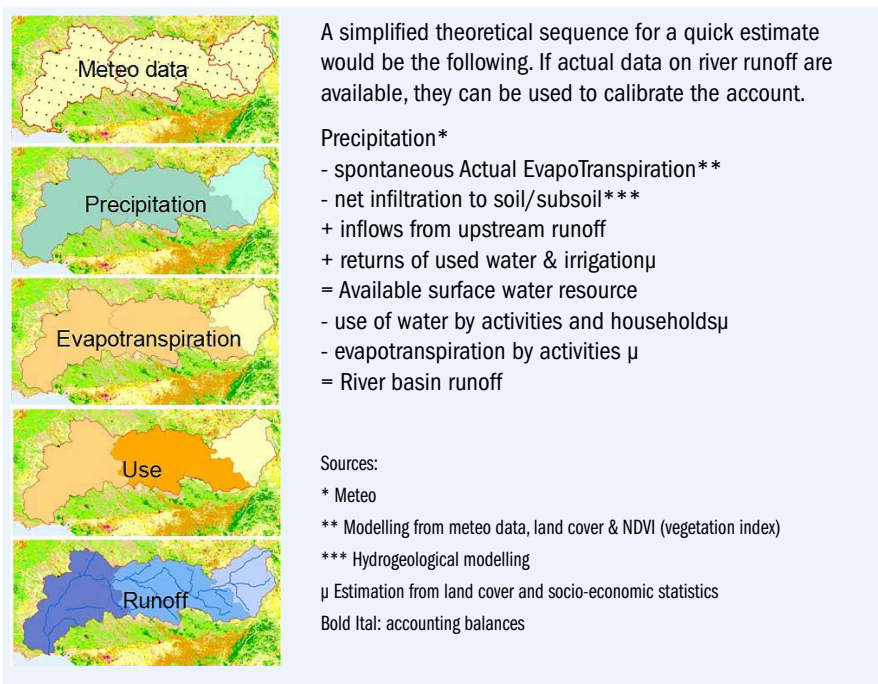 Meteo data
Precipitation
Evapotranspiration
Use
Runoff
A simplified theoretical sequence for a quick estimate
would be the following. If actual data on river runoff are
available, they can be used to calibrate the account.
Precipitation*
- spontaneous Actual EvapoTranspiration**
- net infiltration to soil/subsoil***
+ inflows from upstream runoff
+ returns of used water & irrigationμ
= Available surface water resource
- use of water by activities and householdsμ
- evapotranspiration by activities μ
= River basin runoff
Sources:
* Meteo
** Modelling from meteo data, land cover & NDVI (vegetation index)
*** Hydrogeological modelling
μ Estimation from land cover and socio-economic statistics
Bold Ital: accounting balances